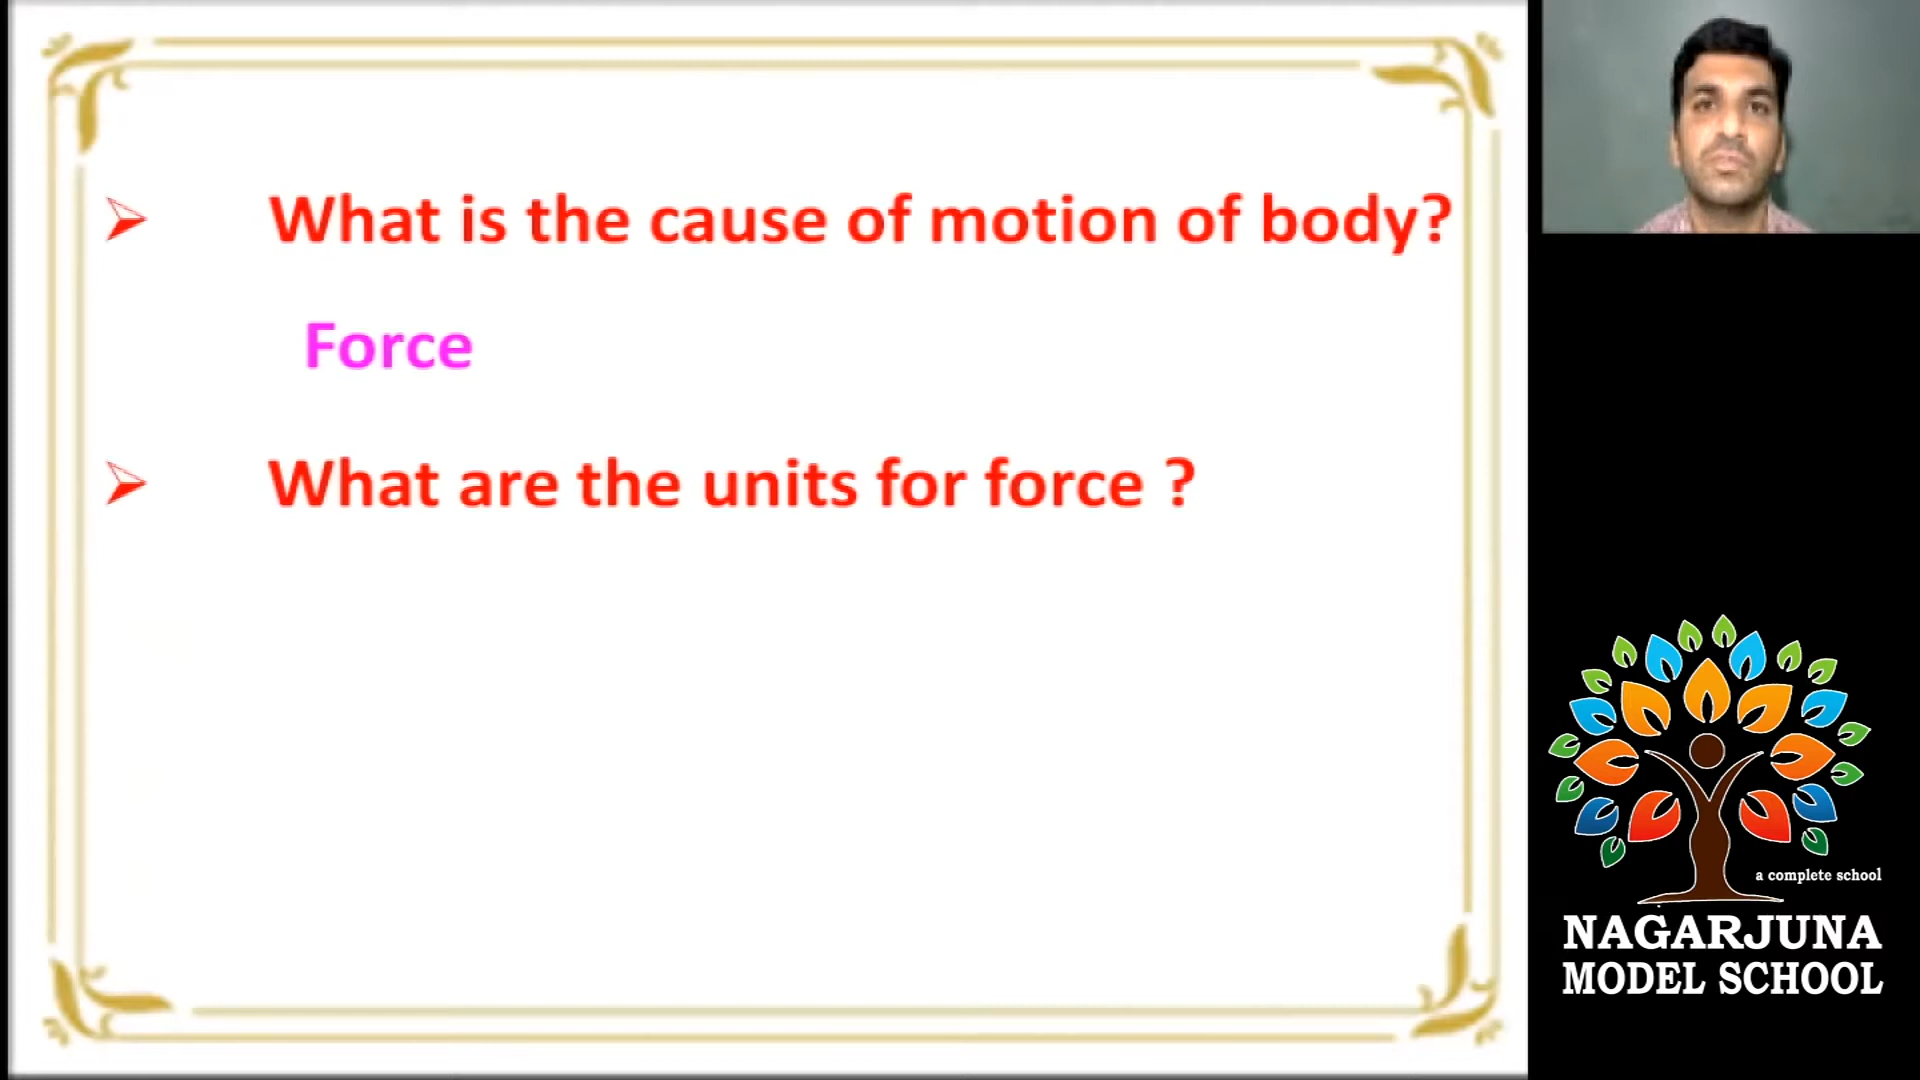 What is the cause of motion of body?
Force
What are the units for force ?
a complete school
NAGARJUNA
MODEL SCHOOL